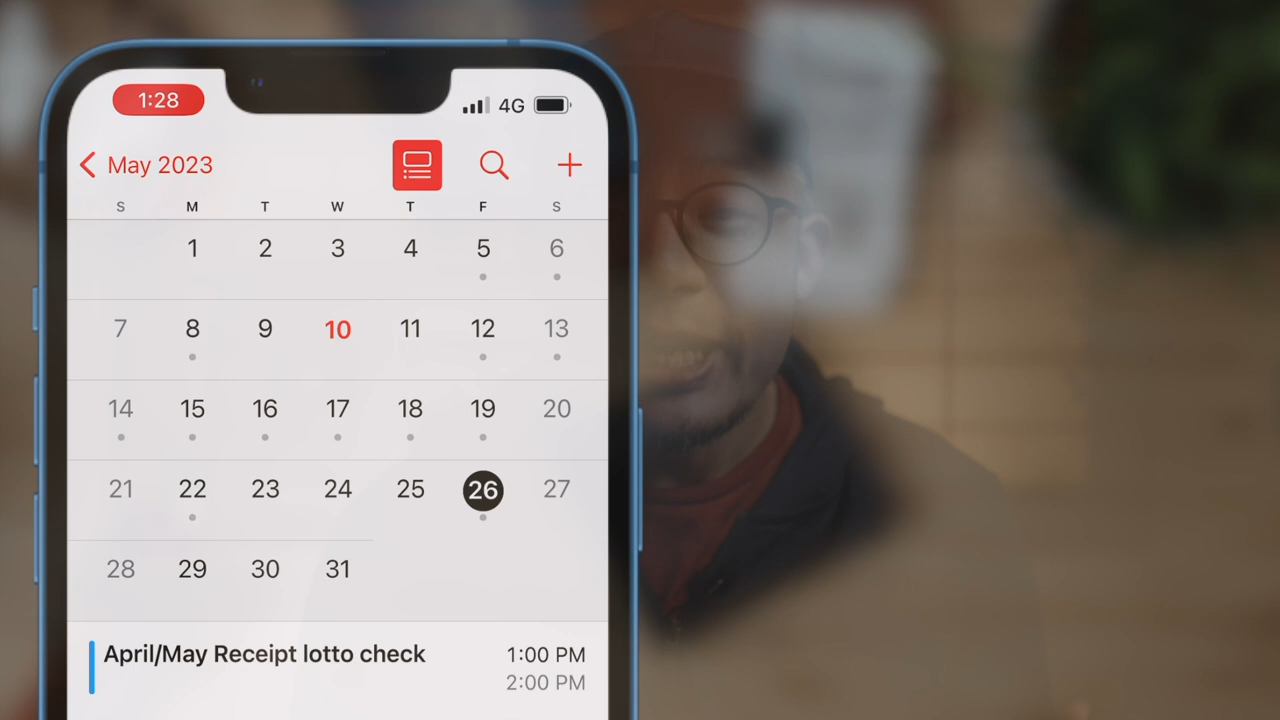 1:28 4G
May 2023
S M T W T F S
1 2 3 4 5 6
7 8 9 10 11 12 13
14 15 16 17 18 19 20
21 22 23 24 25 26 27
28 29 30 31
April/May Receipt lotto check 1:00 PM
2:00 PM